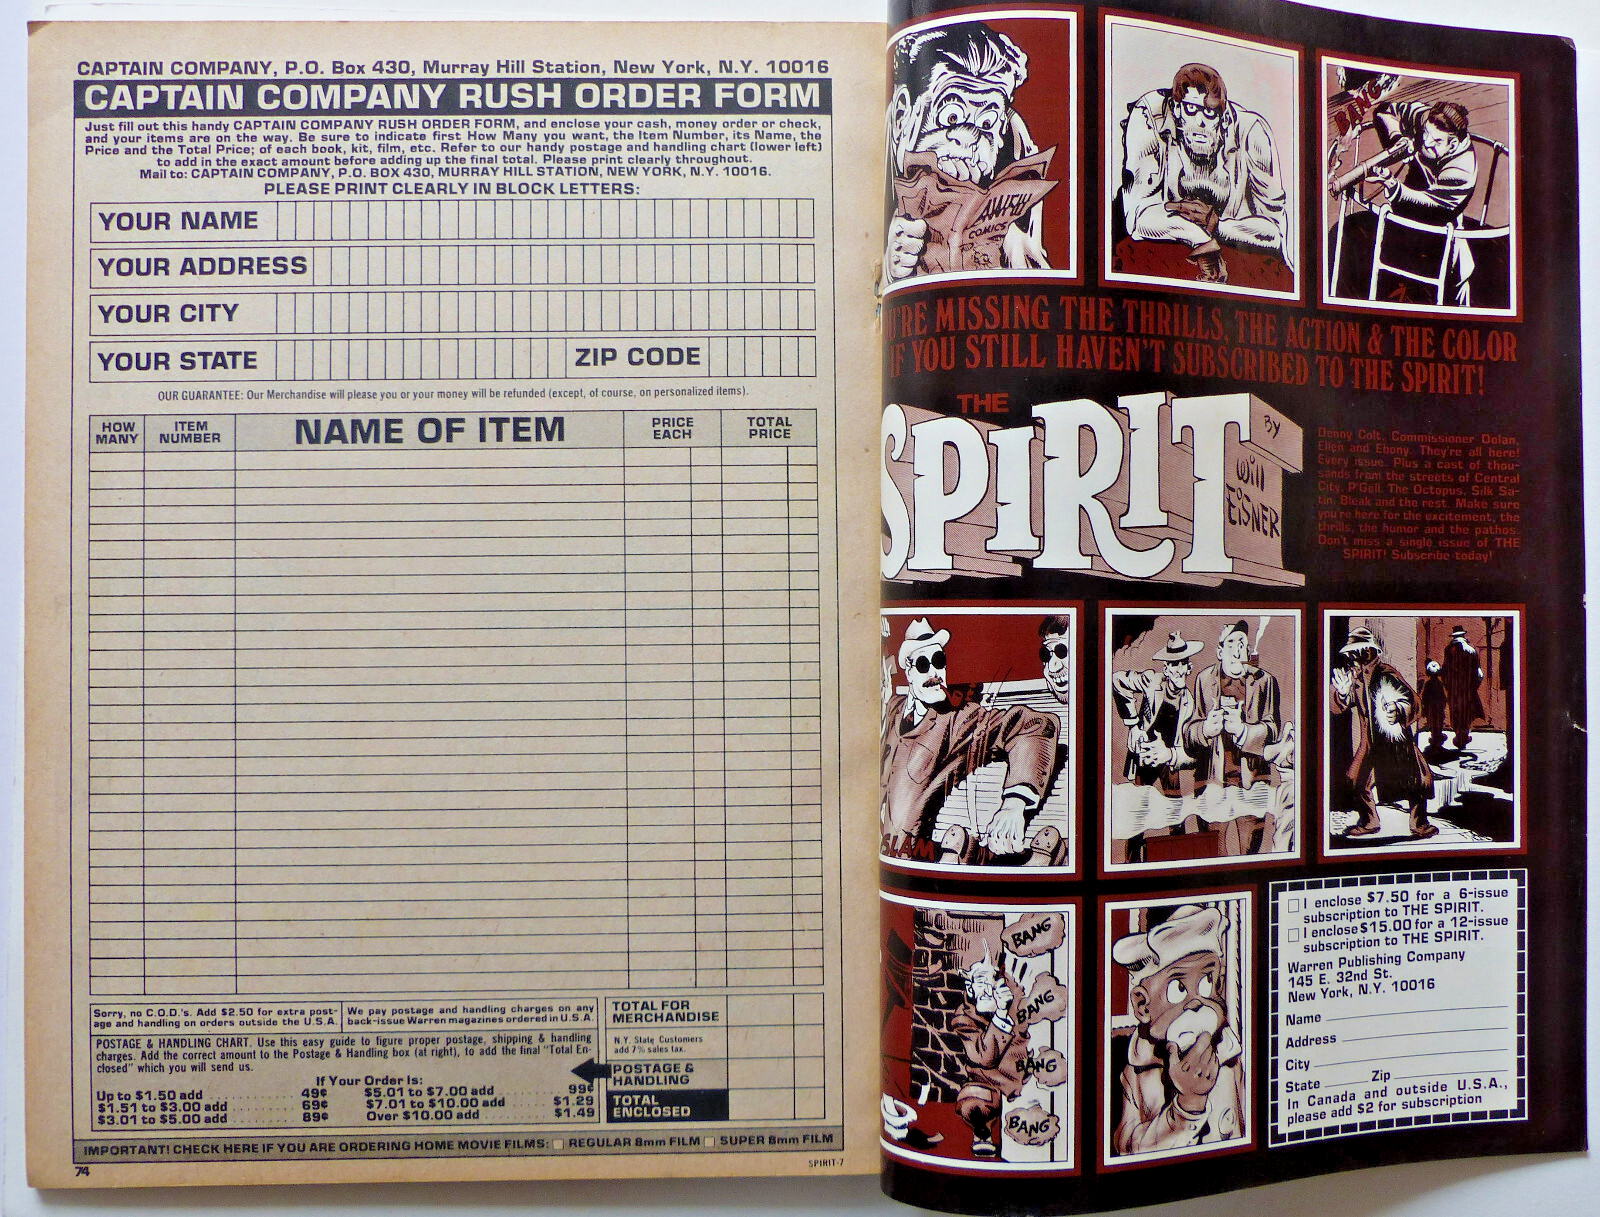 CAPTAIN COMPANY, P.O. Box 430, Murray Hill Station, New York, N.Y. 10016
CAPTAIN COMPANY RUSH ORDER FORM
Just fill out this handy CAPTAIN COMPANY RUSH ORDER FORM, and enclose your cash, money order or check,
and your items are on the way. Be sure to indicate first How Many you want, the Item Number, its Name, the
Price and the Total Price; of each book, kit, film, etc. Refer to our handy postage and handling chart (lower left)
to add in the exact amount before adding up the final total. Please print clearly throughout.
Mail to: CAPTAIN COMPANY, P.O. BOX 430, MURRAY HILL STATION, NEW YORK, N.Y. 10016.
PLEASE PRINT CLEARLY IN BLOCK LETTERS:
YOUR NAME
YOUR ADDRESS
YOUR CITY
YOUR STATE ZIP CODE
OUR GUARANTEE: Our Merchandise will please you or your money will be refunded (except, of course, on personalized items).
HOW MANY
ITEM NUMBER
NAME OF ITEM
PRICE EACH
TOTAL PRICE
Sorry, no C.O.D.'s. Add $2.50 for extra post-
age and handling on orders outside the U.S.A.
We pay postage and handling charges on any
back-issue Warren magazines ordered in U.S.A.
POSTAGE & HANDLING CHART. Use this easy guide to figure proper postage, shipping & handling
charges. Add the correct amount to the Postage & Handling box (at right), to add the final "Total En-
closed" which you will send us.
If Your Order Is:
Up to $1.50 add ........ 49¢
$1.51 to $3.00 add ........ 69¢
$3.01 to $5.00 add ........ 89¢
$5.01 to $7.00 add ........ 99¢
$7.01 to $10.00 add ........ $1.29
Over $10.00 add ........ $1.49
TOTAL FOR
MERCHANDISE
N.Y. State Customers
add 7% sales tax.
POSTAGE &
HANDLING
TOTAL
ENCLOSED
IMPORTANT! CHECK HERE IF YOU ARE ORDERING HOME MOVIE FILMS: REGULAR 8mm FILM SUPER 8mm FILM
74
SPIRIT-7
COMICS
BANG
'RE MISSING THE THRILLS, THE ACTION & THE COLOR
IF YOU STILL HAVEN'T SUBSCRIBED TO THE SPIRIT!
THE
SPIRIT
BY
Will
EISNER
Denny Colt, Commissioner Dolan,
Ellen and Ebony. They're all here!
Every issue. Plus a cast of thou-
sands from the streets of Central
City. P'Gell, The Octopus, Silk Sa-
tin, Bleak and the rest. Make sure
you're here for the excitement, the
thrills, the humor and the pathos.
Don't miss a single issue of THE
SPIRIT! Subscribe today!
SLAM
BANG
BANG
BANG
BANG
I enclose $7.50 for a 6-issue
subscription to THE SPIRIT.
I enclose $15.00 for a 12-issue
subscription to THE SPIRIT.
Warren Publishing Company
145 E. 32nd St.
New York, N.Y. 10016
Name
Address
City
State Zip
In Canada and outside U.S.A.,
please add $2 for subscription